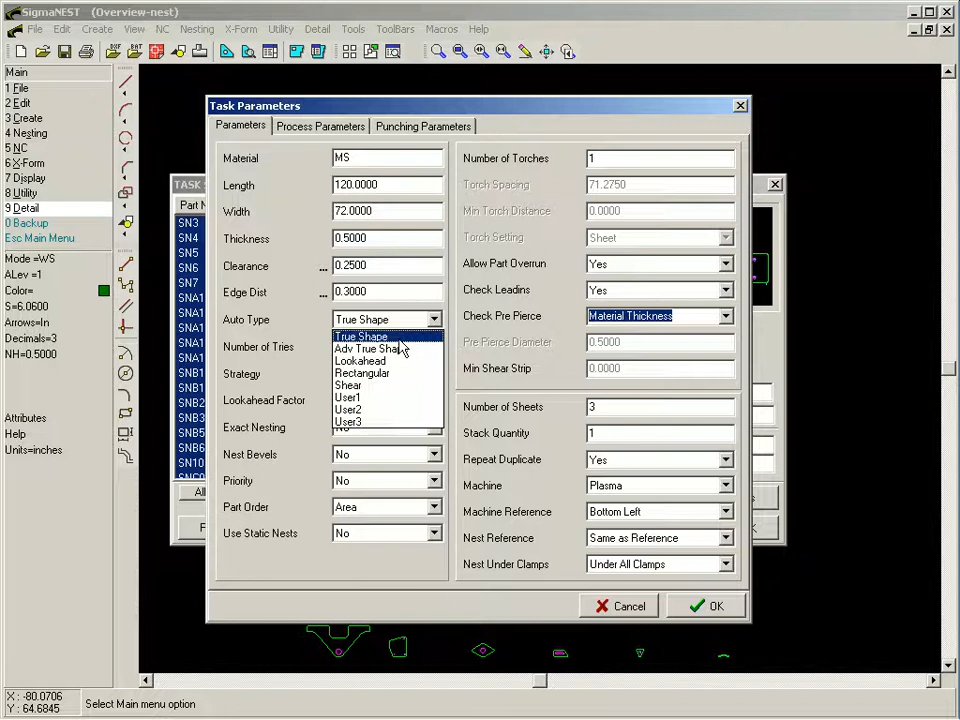 SigmaNEST (Overview-nest)
File Edit Create View NC Nesting X-Form Utility Detail Tools ToolBars Macros Help
Main
1 File
2 Edit
3 Create
4 Nesting
5 NC
6 X-Form
7 Display
8 Utility
9 Detail
0 Backup
Esc Main Menu
Mode=WS
ALev =1
Color=
S=6.0600
Arrows=In
Decimals=3
NH=0.5000
Attributes
Help
Units=inches
TASK
Part N
SN3
SN4
SN5
SN6
SN7
SNA1
SNA1
SNA1
SNA1
SNB1
SNB1
SNB1
SNB3
SNB5
SNB6
SN10
Task Parameters
Parameters Process Parameters Punching Parameters
Material MS
Length 120.0000
Width 72.0000
Thickness 0.5000
Clearance ... 0.2500
Edge Dist ... 0.3000
Auto Type True Shape
True Shape
Adv True Shap
Lookahead
Rectangular
Shear
User1
User2
User3
Number of Tries
Strategy
Lookahead Factor
Exact Nesting
Nest Bevels No
Priority No
Part Order Area
Use Static Nests No
Number of Torches 1
Torch Spacing 71.2750
Min Torch Distance 0.0000
Torch Setting Sheet
Allow Part Overrun Yes
Check Leadins Yes
Check Pre Pierce Material Thickness
Pre Pierce Diameter 0.5000
Min Shear Strip 0.0000
Number of Sheets 3
Stack Quantity 1
Repeat Duplicate Yes
Machine Plasma
Machine Reference Bottom Left
Nest Reference Same as Reference
Nest Under Clamps Under All Clamps
Cancel OK
X : -80.0706
Y : 64.6845
Select Main menu option